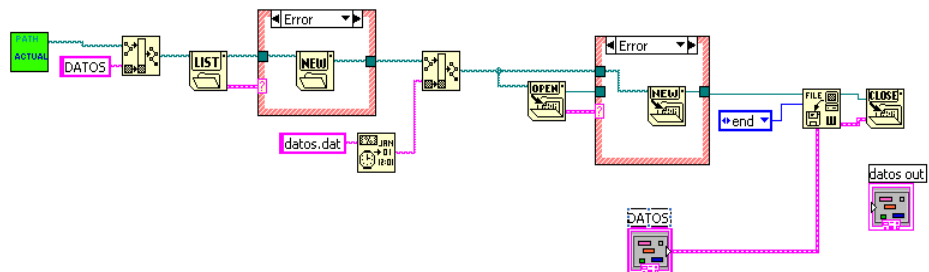 PATH
ACTUAL
DATOS
LIST
Error
NEW
datos.dat
JAN
01
12:01
OPEN
Error
NEW
end
FILE
W
CLOSE
DATOS
datos out